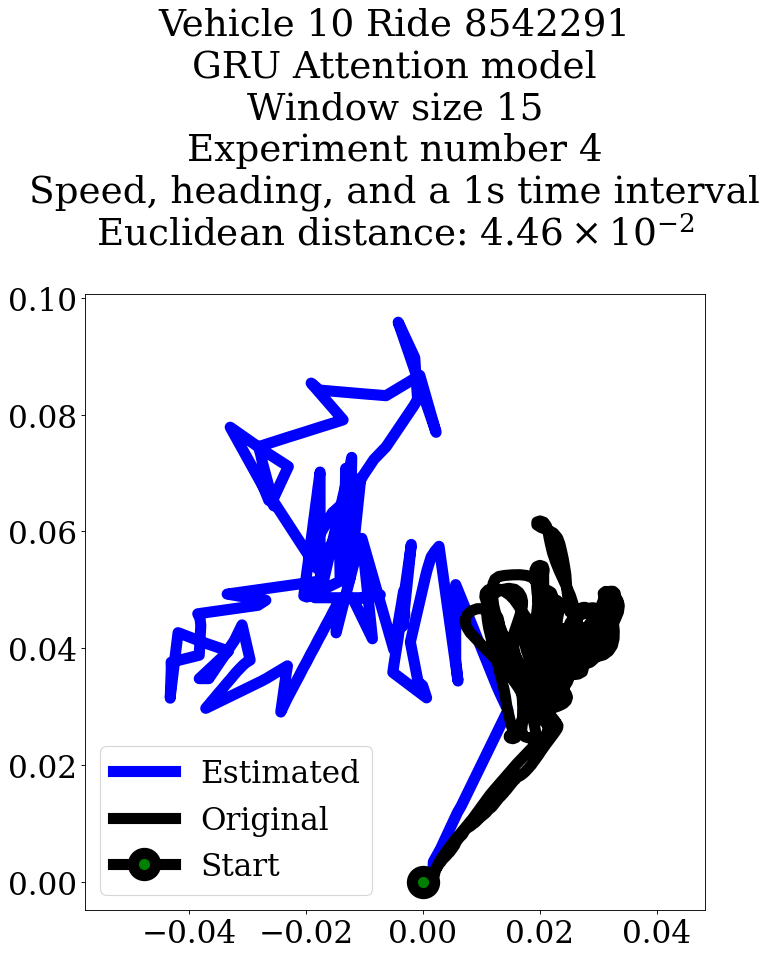 Vehicle 10 Ride 8542291
GRU Attention model
Window size 15
Experiment number 4
Speed, heading, and a 1s time interval
Euclidean distance: 4.46 × 10⁻²
0.10
0.08
0.06
0.04
0.02
0.00
Estimated
Original
Start
−0.04 −0.02 0.00 0.02 0.04